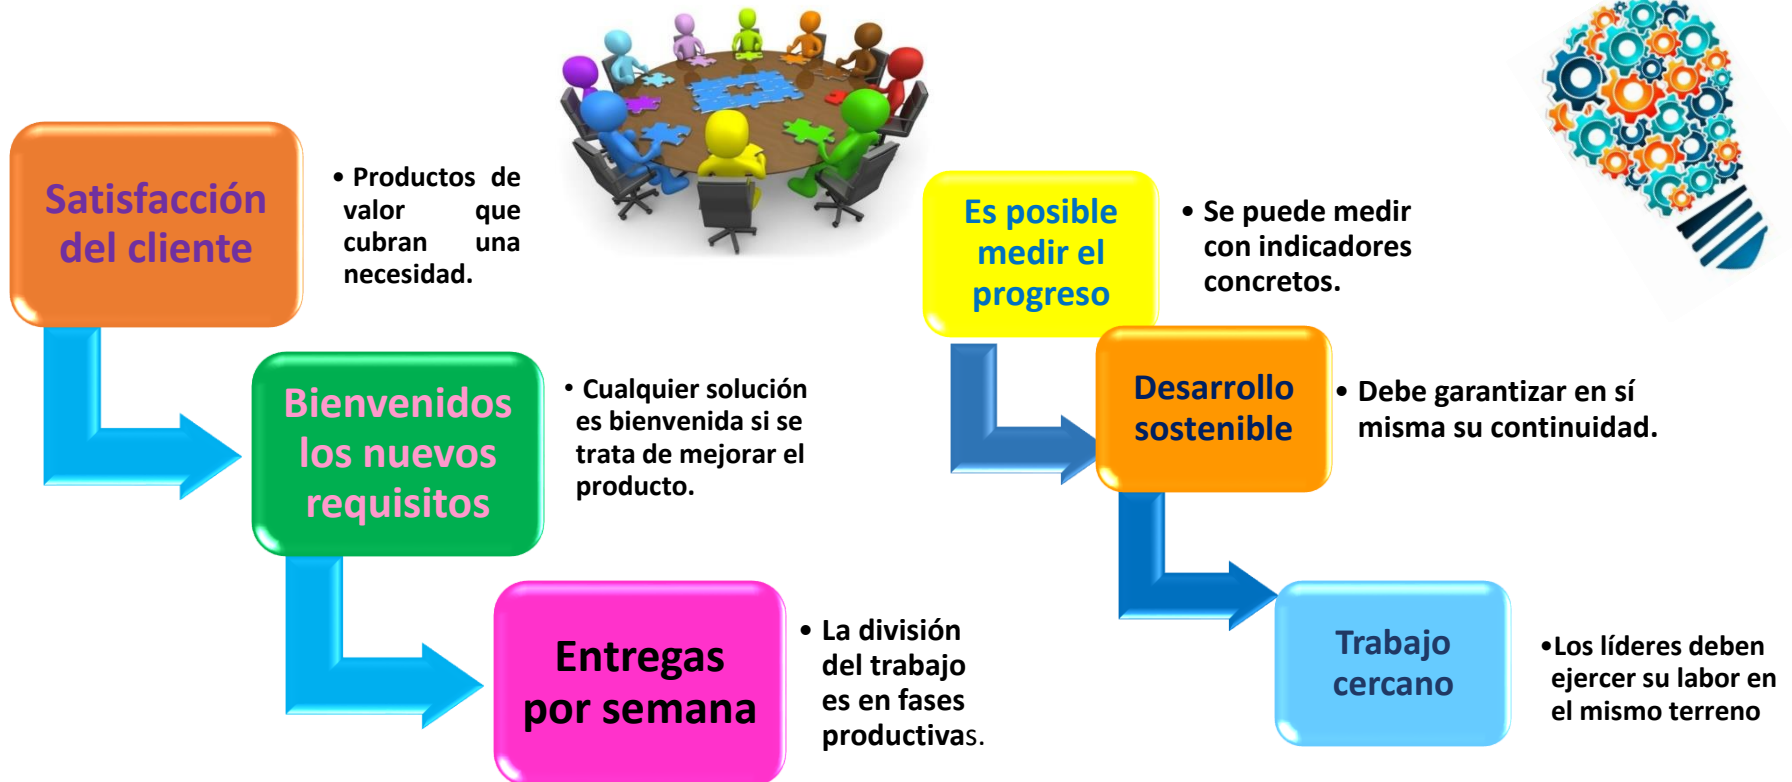 Satisfacción
del cliente
• Productos de
valor que
cubran una
necesidad.
Bienvenidos
los nuevos
requisitos
• Cualquier solución
es bienvenida si se
trata de mejorar el
producto.
Entregas
por semana
• La división
del trabajo
es en fases
productivas.
Es posible
medir el
progreso
• Se puede medir
con indicadores
concretos.
Desarrollo
sostenible
• Debe garantizar en sí
misma su continuidad.
Trabajo
cercano
•Los líderes deben
ejercer su labor en
el mismo terreno